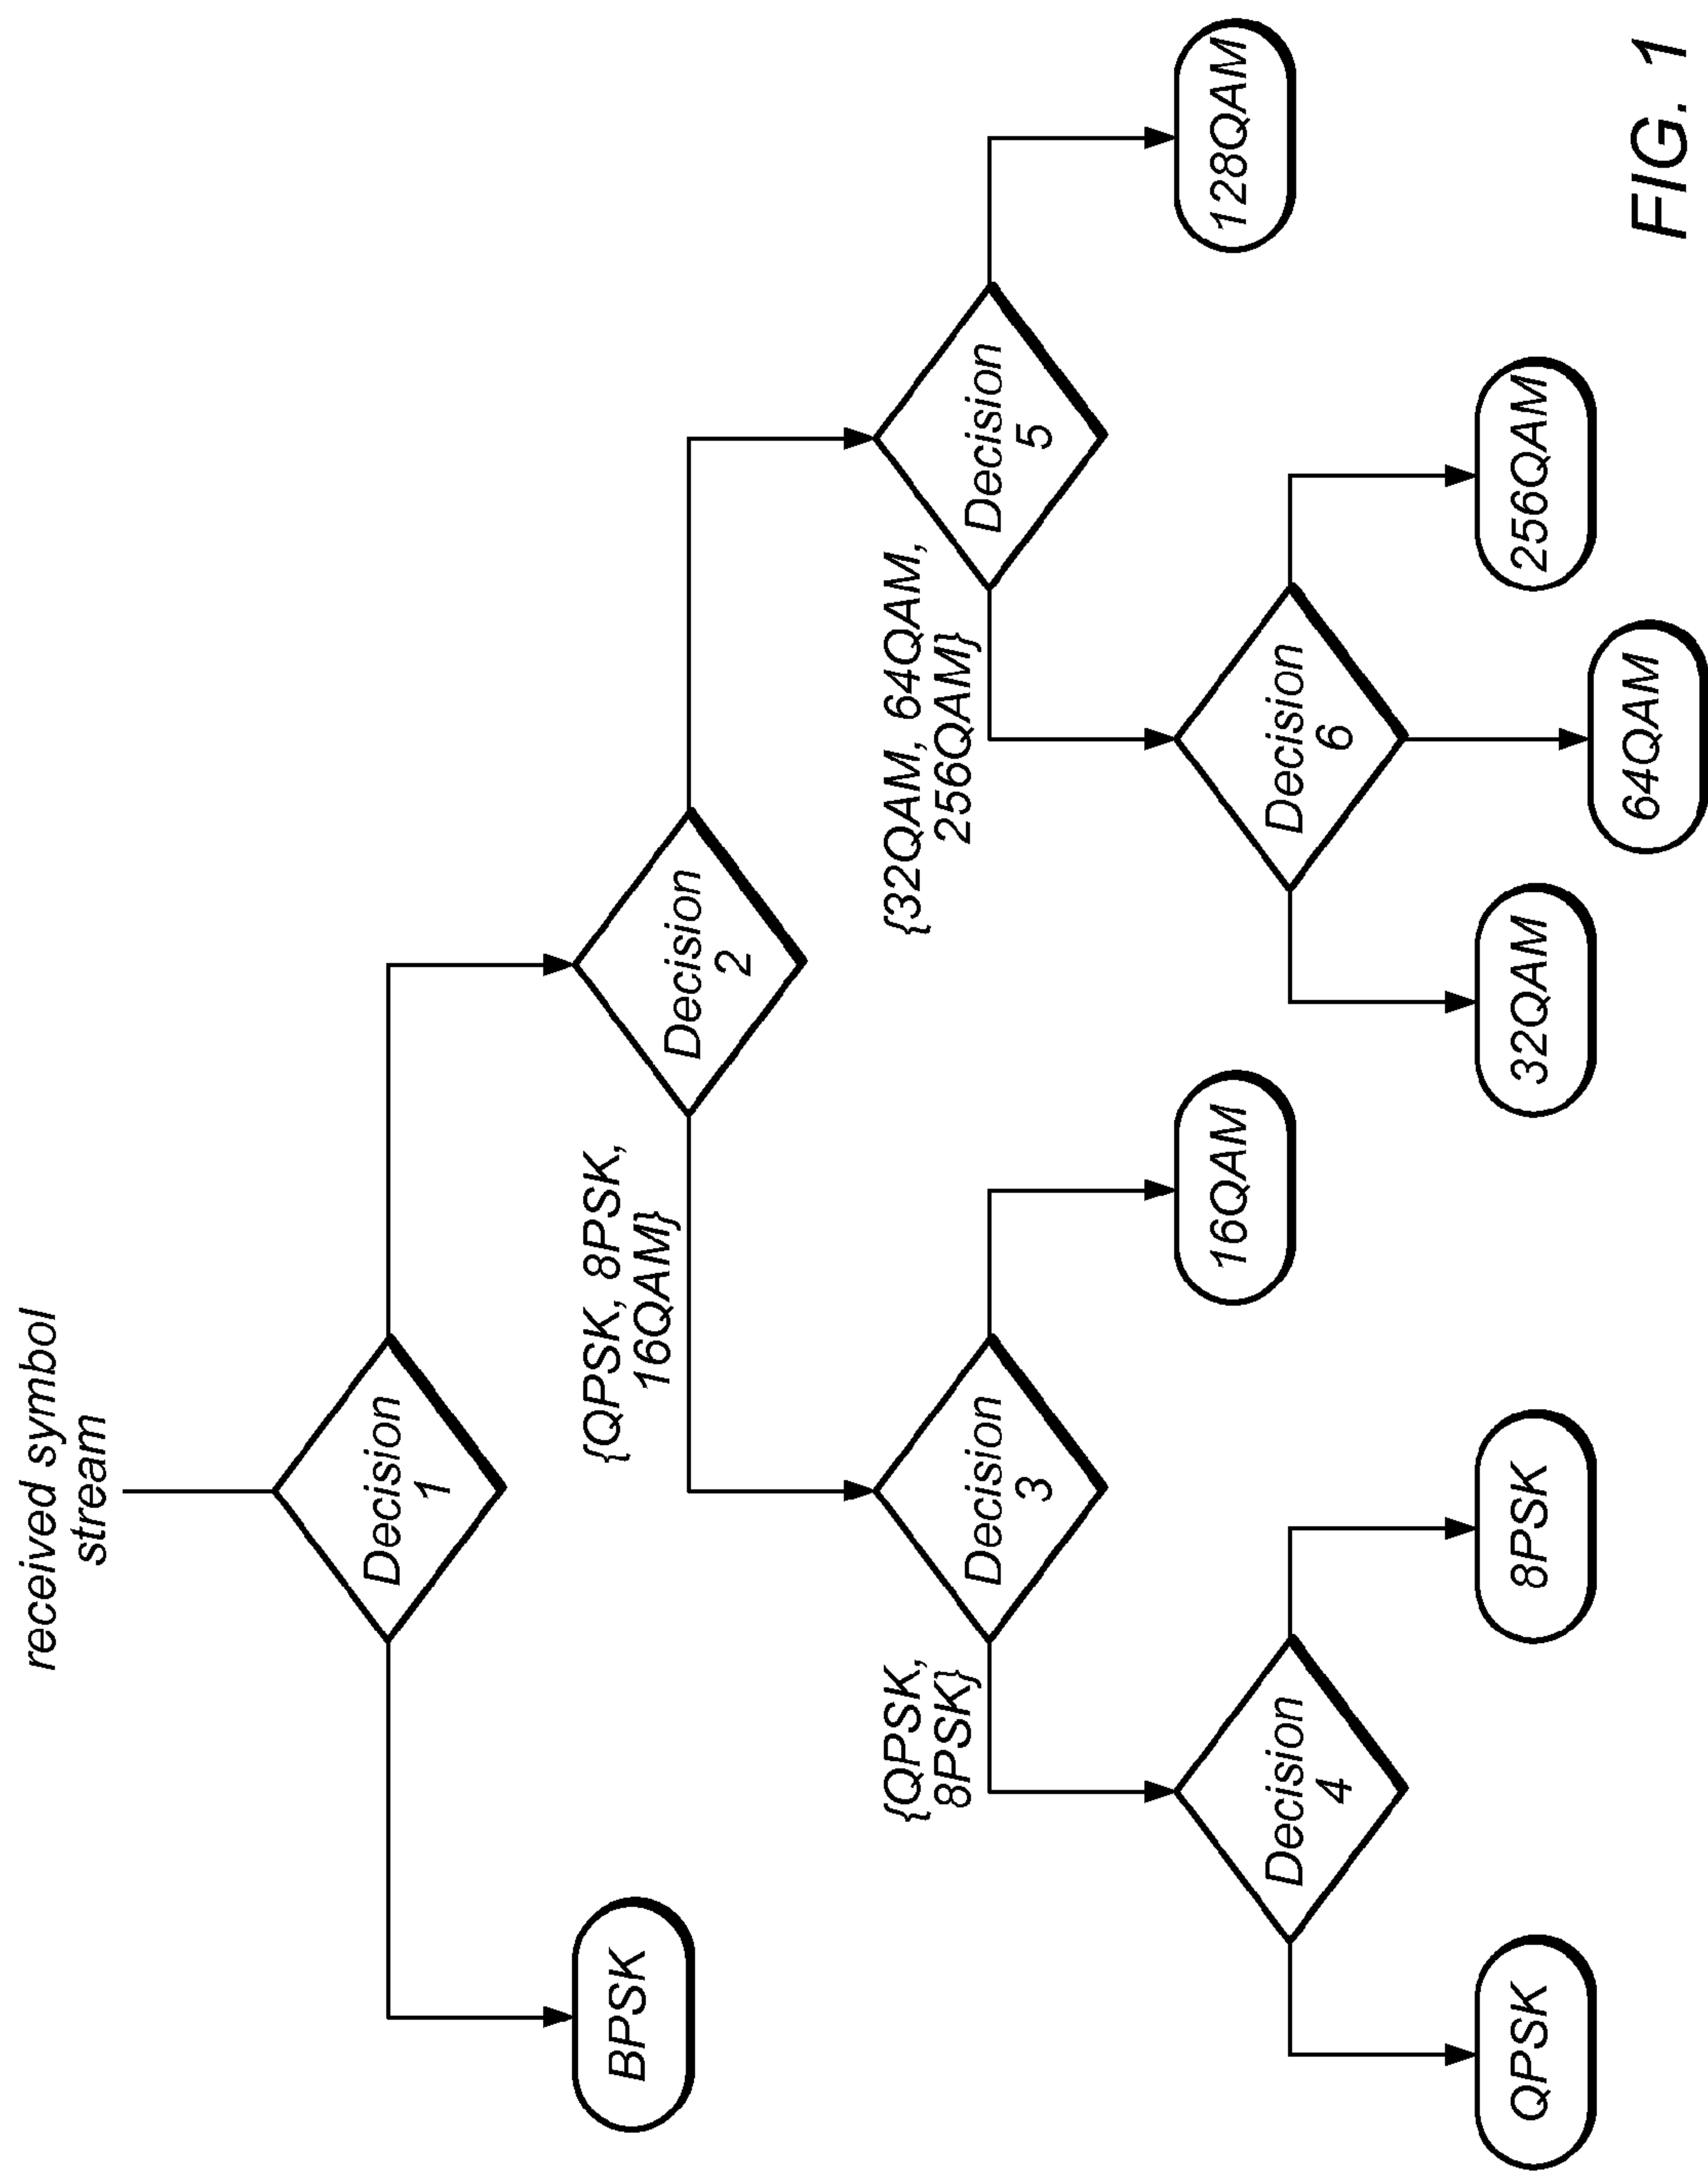 received symbol
stream
Decision
1
BPSK
Decision
2
{QPSK, 8PSK,
16QAM}
Decision
3
Decision
5
{QPSK,
8PSK}
{32QAM, 64QAM,
256QAM}
Decision
4
16QAM
Decision
6
128QAM
QPSK
8PSK
32QAM
64QAM
256QAM
FIG. 1